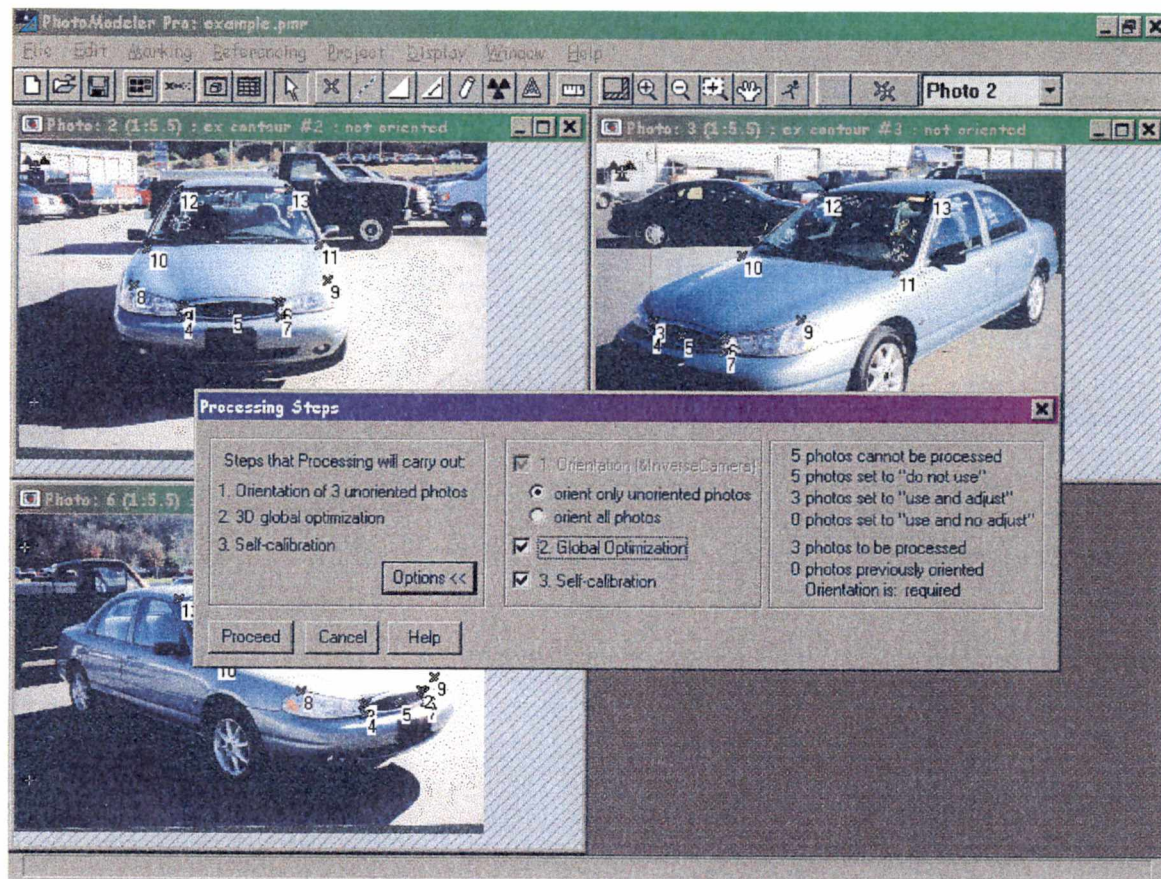 PhotoModeler Pro: example.pmr
File Edit Marking Referencing Project Display Window Help
Photo 2
Photo: 2 (1:5.5) : ex contour #2 : not oriented
Photo: 3 (1:5.5) : ex contour #3 : not oriented
12 13
10 11
8 9
4 5 6
7
12 13
10
11
3 9
4 5 6
7
Processing Steps
Steps that Processing will carry out:
1. Orientation of 3 unoriented photos
2. 3D global optimization
3. Self-calibration
Options <<
1. Orientation (&InverseCamera)
orient only unoriented photos
orient all photos
2. Global Optimization
3. Self-calibration
5 photos cannot be processed
5 photos set to "do not use"
3 photos set to "use and adjust"
0 photos set to "use and no adjust"
3 photos to be processed
0 photos previously oriented
Orientation is: required
Proceed Cancel Help
Photo: 6 (1:5.5) :
10
8 9
4 5 7